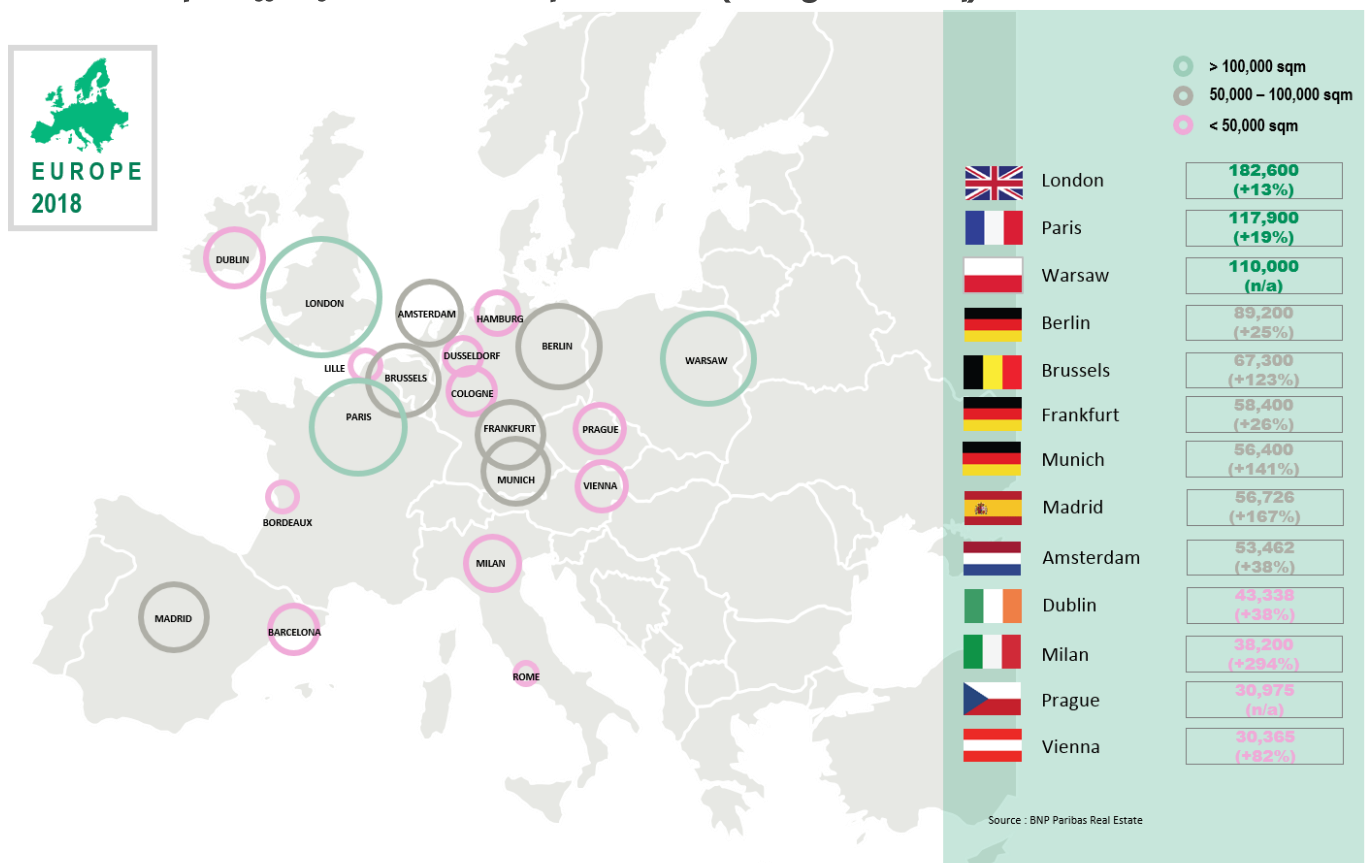 EUROPE
2018
> 100,000 sqm
50,000 – 100,000 sqm
< 50,000 sqm
DUBLIN
LONDON
AMSTERDAM
HAMBURG
BERLIN
WARSAW
LILLE
DUSSELDORF
BRUSSELS
COLOGNE
PARIS
FRANKFURT
PRAGUE
MUNICH
VIENNA
BORDEAUX
MILAN
MADRID
BARCELONA
ROME
London
182,600
(+13%)
Paris
117,900
(+19%)
Warsaw
110,000
(n/a)
Berlin
89,200
(+25%)
Brussels
67,300
(+123%)
Frankfurt
58,400
(+26%)
Munich
56,400
(+141%)
Madrid
56,726
(+167%)
Amsterdam
53,462
(+38%)
Dublin
43,338
(+38%)
Milan
38,200
(+294%)
Prague
30,975
(n/a)
Vienna
30,365
(+82%)
Source : BNP Paribas Real Estate